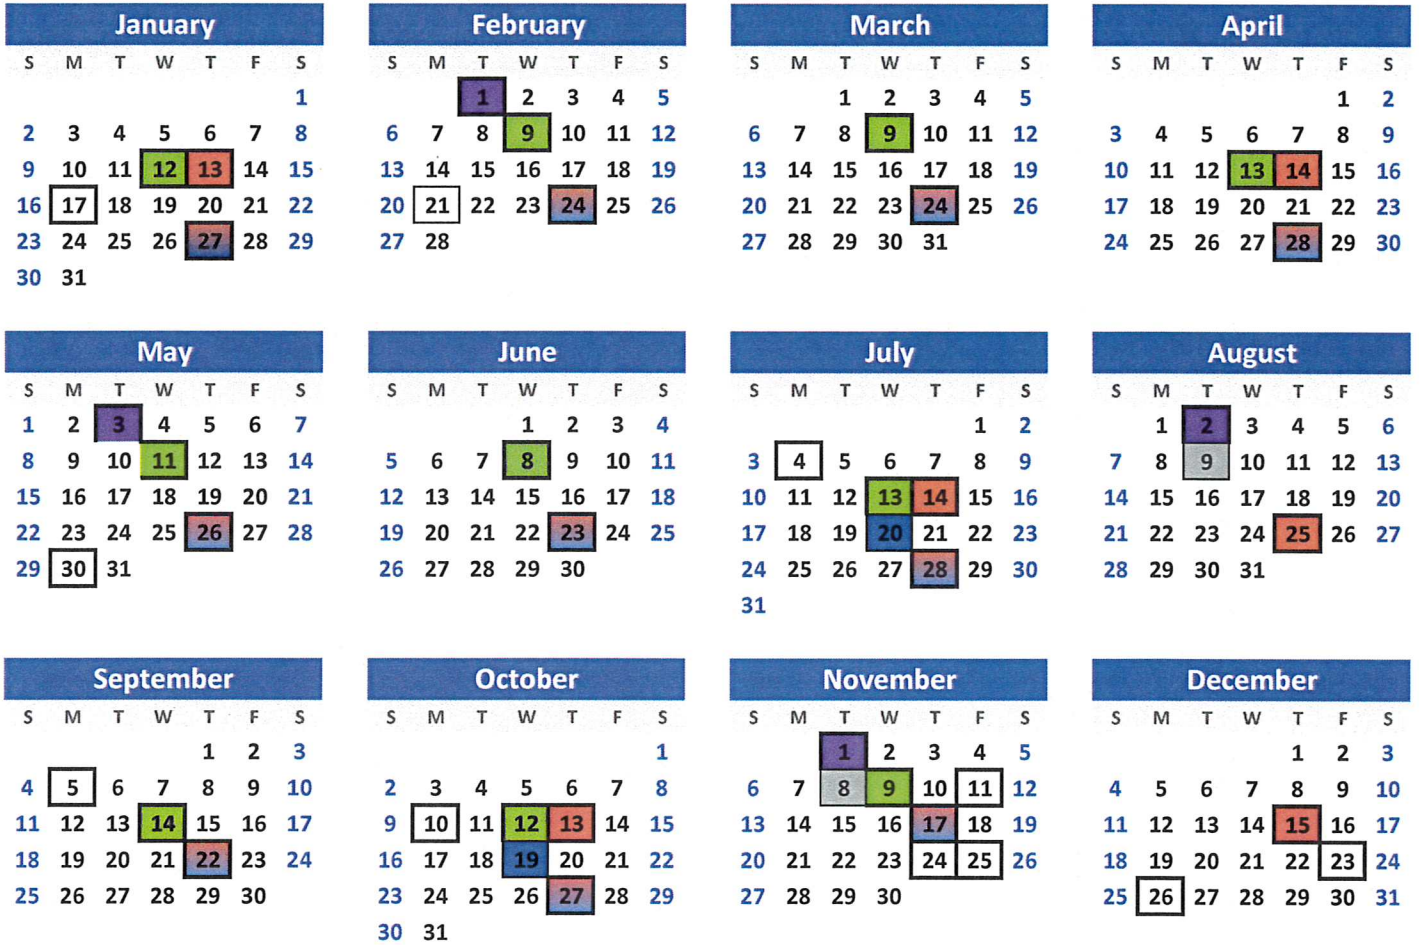 January February March April
S M T W T F S S M T W T F S S M T W T F S S M T W T F S
1 1 2 3 4 5 1 2 3 4 5 1 2
2 3 4 5 6 7 8 6 7 8 9 10 11 12 6 7 8 9 10 11 12 3 4 5 6 7 8 9
9 10 11 12 13 14 15 13 14 15 16 17 18 19 13 14 15 16 17 18 19 10 11 12 13 14 15 16
16 17 18 19 20 21 22 20 21 22 23 24 25 26 20 21 22 23 24 25 26 17 18 19 20 21 22 23
23 24 25 26 27 28 29 27 28 27 28 29 30 31 24 25 26 27 28 29 30
30 31
May June July August
S M T W T F S S M T W T F S S M T W T F S S M T W T F S
1 2 3 4 5 6 7 1 2 3 4 1 2 1 2 3 4 5 6
8 9 10 11 12 13 14 5 6 7 8 9 10 11 3 4 5 6 7 8 9 7 8 9 10 11 12 13
15 16 17 18 19 20 21 12 13 14 15 16 17 18 10 11 12 13 14 15 16 14 15 16 17 18 19 20
22 23 24 25 26 27 28 19 20 21 22 23 24 25 17 18 19 20 21 22 23 21 22 23 24 25 26 27
29 30 31 26 27 28 29 30 24 25 26 27 28 29 30 28 29 30 31
31
September October November December
S M T W T F S S M T W T F S S M T W T F S S M T W T F S
1 2 3 1 1 2 3 4 5 1 2 3
4 5 6 7 8 9 10 2 3 4 5 6 7 8 6 7 8 9 10 11 12 4 5 6 7 8 9 10
11 12 13 14 15 16 17 9 10 11 12 13 14 15 13 14 15 16 17 18 19 11 12 13 14 15 16 17
18 19 20 21 22 23 24 16 17 18 19 20 21 22 20 21 22 23 24 25 26 18 19 20 21 22 23 24
25 26 27 28 29 30 23 24 25 26 27 28 29 27 28 29 30 25 26 27 28 29 30 31
30 31